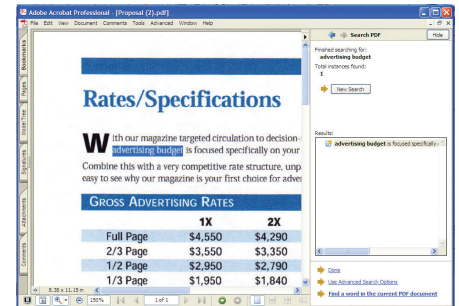 Adobe Acrobat Professional - [Proposal (2).pdf]
File Edit View Document Comments Tools Advanced Window Help
Bookmarks
Pages
Model Tree
Signatures
Attachments
Comments
Rates/Specifications
With our magazine targeted circulation to decision-
advertising budget is focused specifically on your
Combine this with a very competitive rate structure, unp
easy to see why our magazine is your first choice for adve
GROSS ADVERTISING RATES
1X 2X
Full Page $4,550 $4,290
2/3 Page $3,550 $3,350
1/2 Page $2,950 $2,790
1/3 Page $1,950 $1,840
8.38 x 11.15 in
150%
1 of 1
Search PDF
Hide
Finished searching for:
advertising budget
Total instances found:
1
New Search
Results:
advertising budget is focused specifically
Done
Use Advanced Search Options
Find a word in the current PDF document